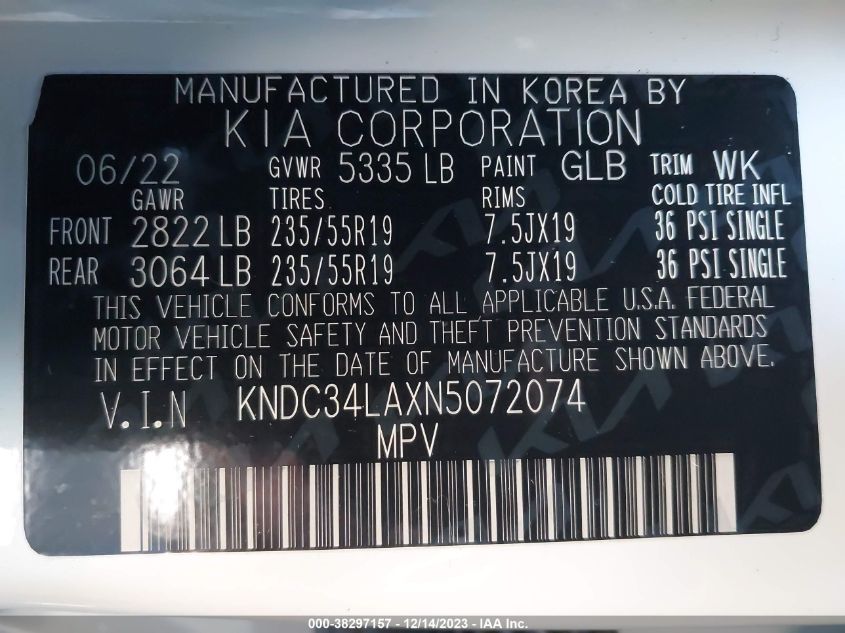 MANUFACTURED IN KOREA BY
KIA CORPORATION
06/22 GVWR 5335 LB PAINT GLB TRIM WK
GAWR TIRES RIMS COLD TIRE INFL
FRONT 2822 LB 235/55R19 7.5JX19 36 PSI SINGLE
REAR 3064 LB 235/55R19 7.5JX19 36 PSI SINGLE
THIS VEHICLE CONFORMS TO ALL APPLICABLE U.S.A. FEDERAL
MOTOR VEHICLE SAFETY AND THEFT PREVENTION STANDARDS
IN EFFECT ON THE DATE OF MANUFACTURE SHOWN ABOVE.
V.I.N KNDC34LAXN5072074
MPV
000-38297157 - 12/14/2023 - IAA Inc.